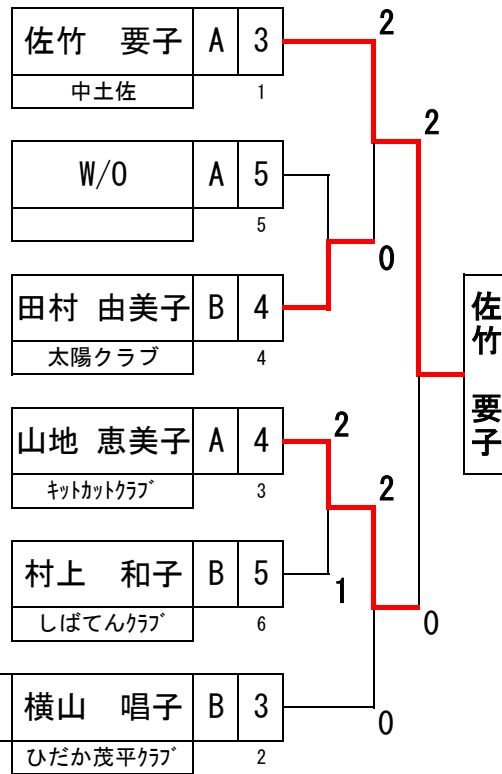 佐竹 要子 A 3
中土佐 1
2
2
W/O A 5
5
0
田村 由美子 B 4
太陽クラブ 4
佐竹 要子
山地 恵美子 A 4
ｷｯﾄｶｯﾄｸﾗﾌﾞ 3
2
2
村上 和子 B 5
しばてんｸﾗﾌﾞ 6
1
0
横山 唱子 B 3
ひだか茂平ｸﾗﾌﾞ 2
0